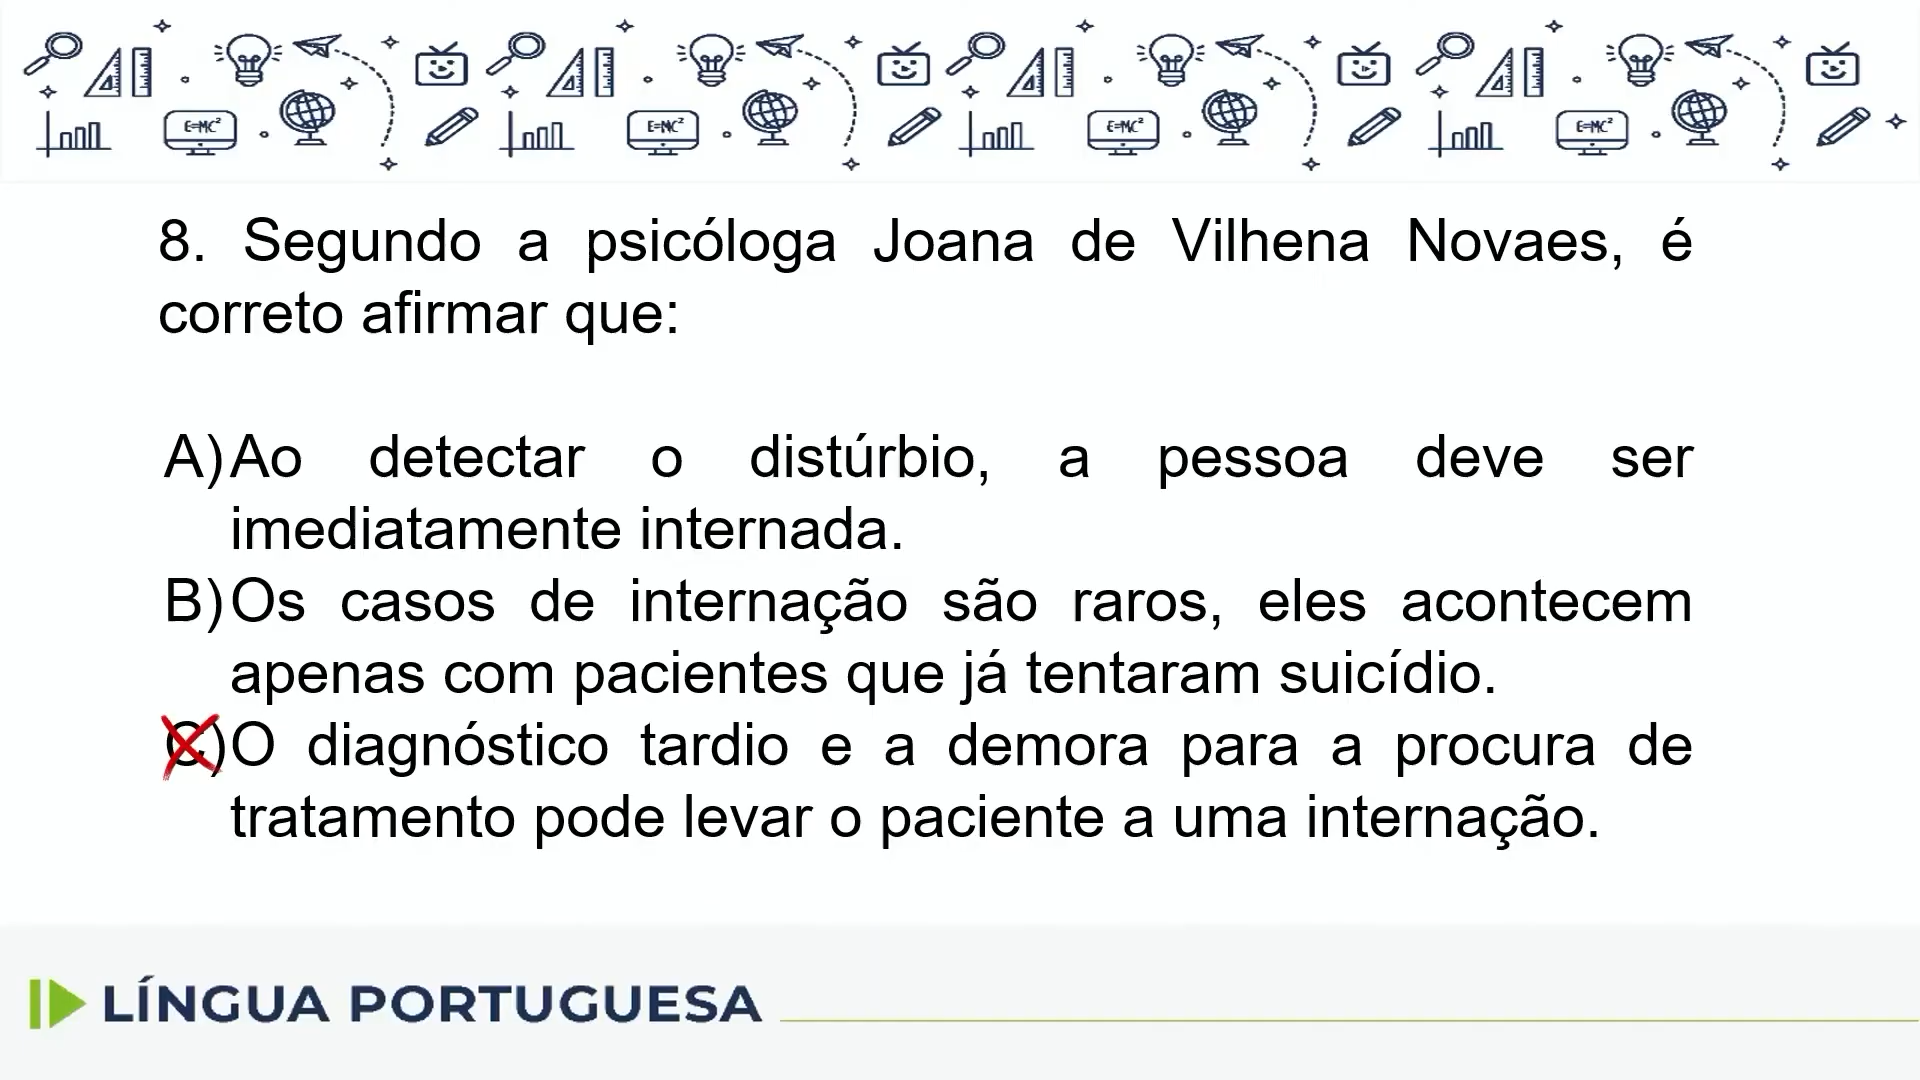 E=MC² E=MC² E=MC² E=MC²
8. Segundo a psicóloga Joana de Vilhena Novaes, é
correto afirmar que:
A) Ao detectar o distúrbio, a pessoa deve ser
imediatamente internada.
B) Os casos de internação são raros, eles acontecem
apenas com pacientes que já tentaram suicídio.
C) O diagnóstico tardio e a demora para a procura de
tratamento pode levar o paciente a uma internação.
LÍNGUA PORTUGUESA